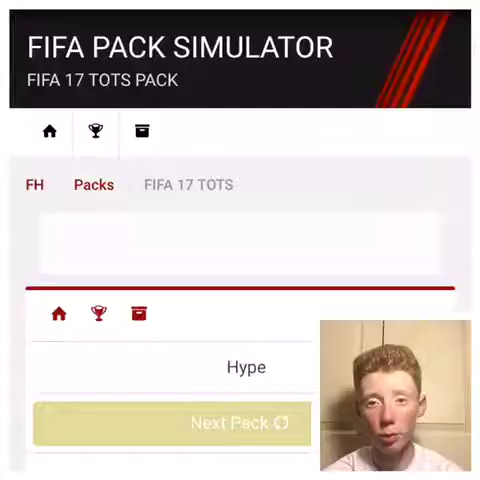 FIFA PACK SIMULATOR
FIFA 17 TOTS PACK
FH Packs FIFA 17 TOTS
Hype
Next Pack